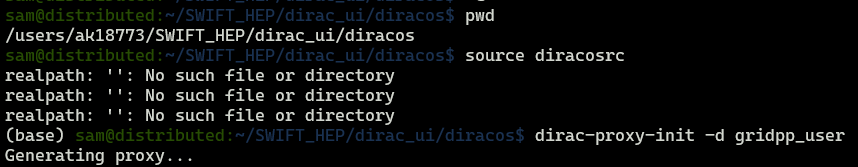 sam@distributed:~/SWIFT_HEP/dirac_ui/diracos$ pwd
/users/ak18773/SWIFT_HEP/dirac_ui/diracos
sam@distributed:~/SWIFT_HEP/dirac_ui/diracos$ source diracosrc
realpath: '': No such file or directory
realpath: '': No such file or directory
realpath: '': No such file or directory
(base) sam@distributed:~/SWIFT_HEP/dirac_ui/diracos$ dirac-proxy-init -d gridpp_user
Generating proxy...